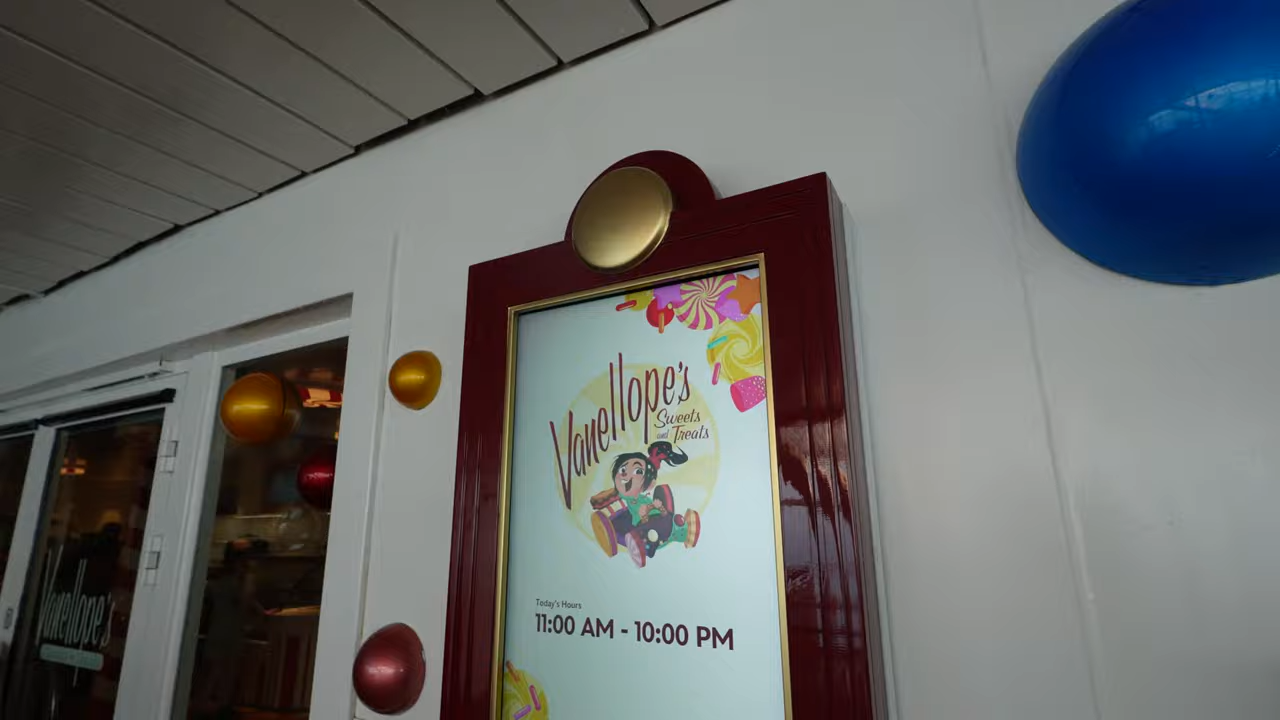 Vanellope's
Sweets
and Treats
Today's Hours
11:00 AM - 10:00 PM
Vanellope's